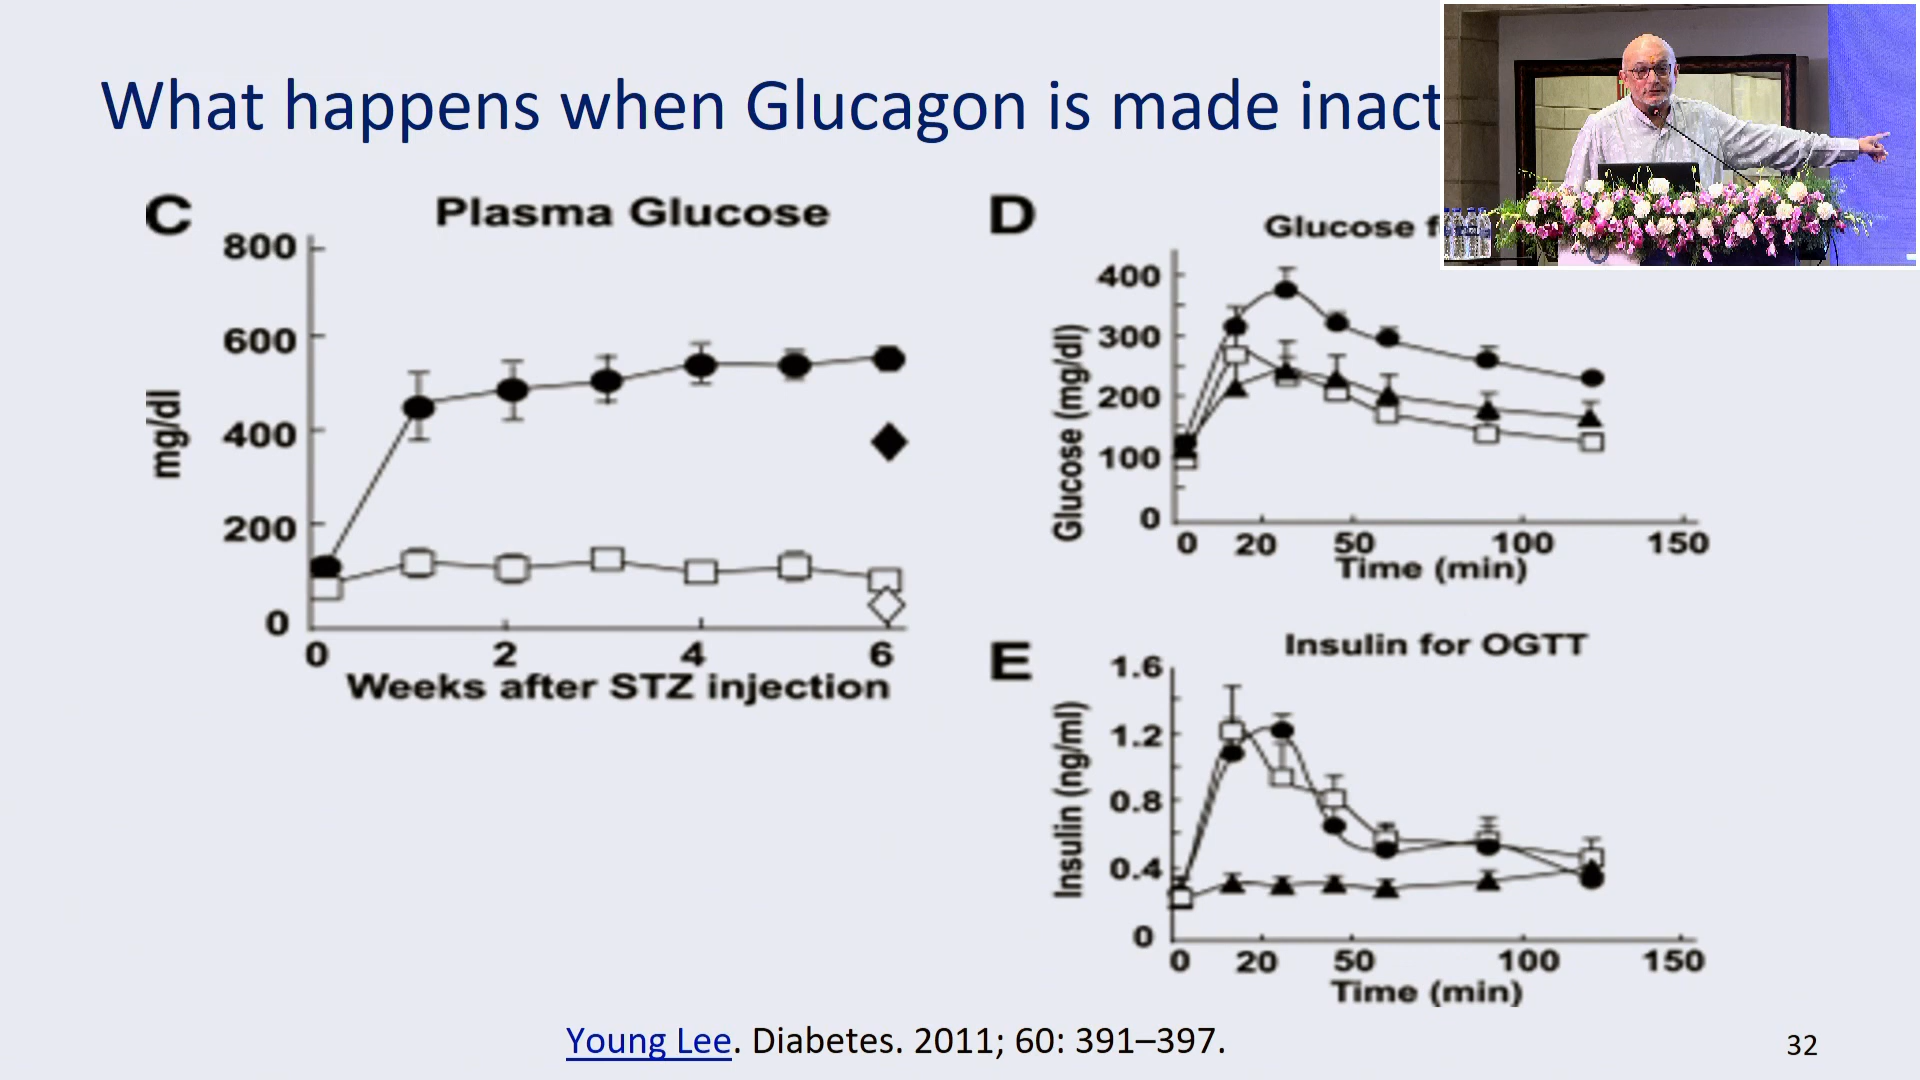 What happens when Glucagon is made inact
C
Plasma Glucose
800
600
400
200
0
mg/dl
0 2 4 6
Weeks after STZ injection
D
Glucose f
400
300
200
100
0
Glucose (mg/dl)
0 20 50 100 150
Time (min)
E
Insulin for OGTT
1.6
1.2
0.8
0.4
0
Insulin (ng/ml)
0 20 50 100 150
Time (min)
Young Lee. Diabetes. 2011; 60: 391–397.
32